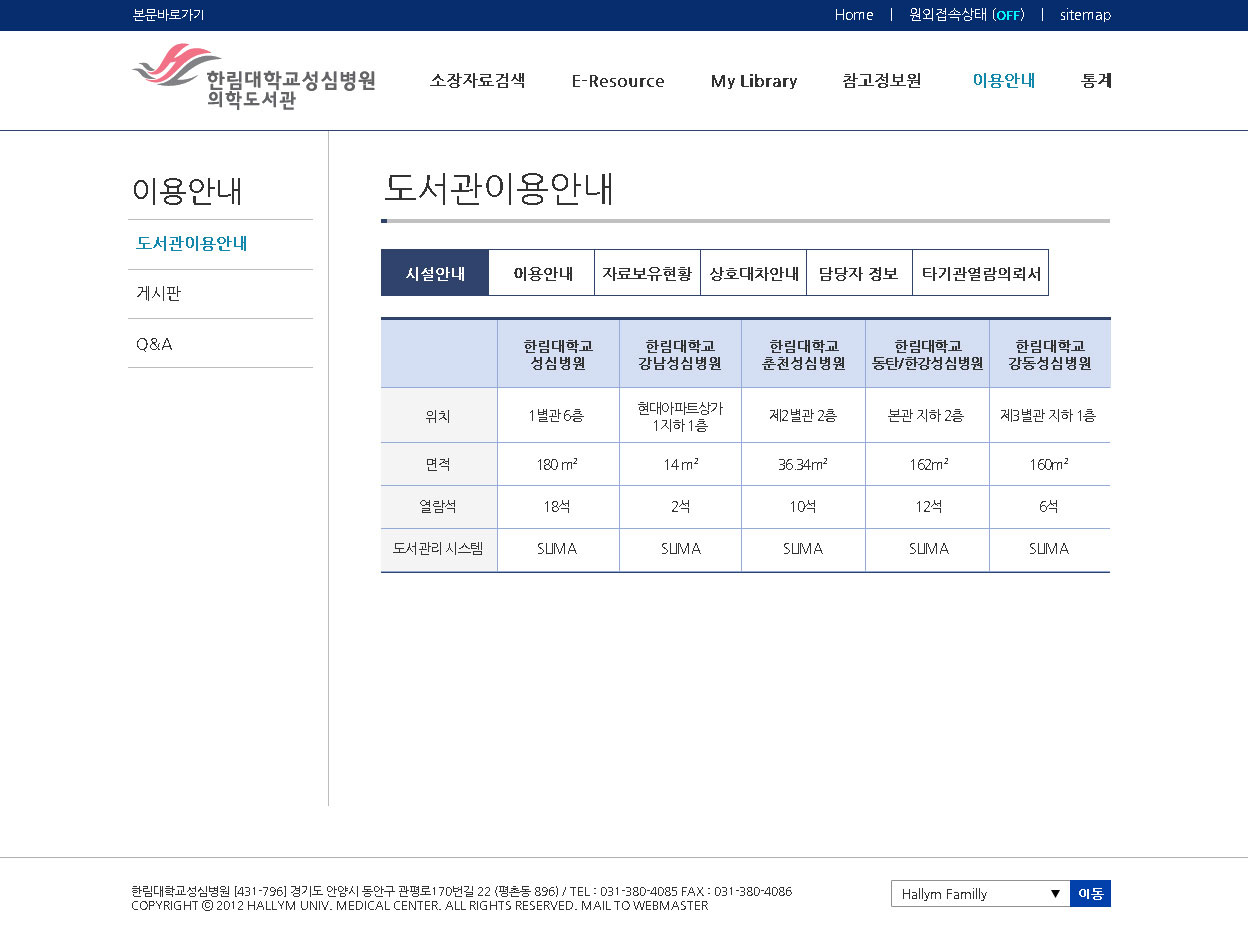 본문바로가기
Home | 원외접속상태 (OFF) | sitemap
한림대학교성심병원
의학도서관
소장자료검색 E-Resource My Library 참고정보원 이용안내 통계
이용안내
도서관이용안내
게시판
Q&A
도서관이용안내
시설안내 이용안내 자료보유현황 상호대차안내 담당자 정보 타기관열람의뢰서
한림대학교 한림대학교 한림대학교 한림대학교 한림대학교
성심병원 강남성심병원 춘천성심병원 동탄/한강성심병원 강동성심병원
위치 1별관 6층 현대아파트상가 제2별관 2층 본관 지하 2층 제3별관 지하 1층
1지하 1층
면적 180 m² 14 m² 36.34m² 162m² 160m²
열람석 18석 2석 10석 12석 6석
도서관리 시스템 SLIMA SLIMA SLIMA SLIMA SLIMA
한림대학교성심병원 [431-796] 경기도 안양시 동안구 관평로170번길 22 (평촌동 896) / TEL : 031-380-4085 FAX : 031-380-4086
COPYRIGHT ⓒ 2012 HALLYM UNIV. MEDICAL CENTER. ALL RIGHTS RESERVED. MAIL TO WEBMASTER
Hallym Familly ▼ 이동